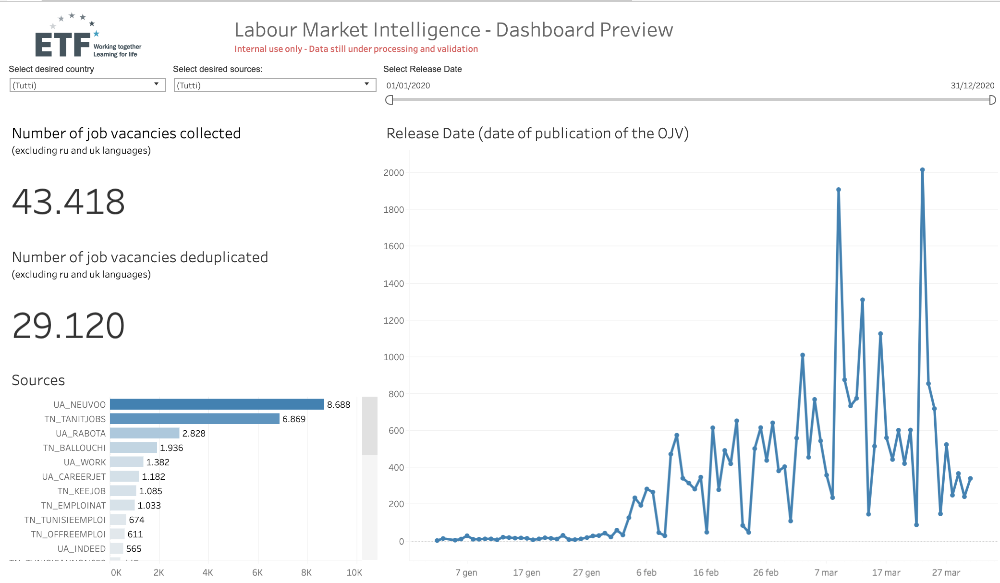 ETF Working together
Learning for life
Labour Market Intelligence - Dashboard Preview
Internal use only - Data still under processing and validation
Select desired country
(Tutti)
Select desired sources:
(Tutti)
Select Release Date
01/01/2020
31/12/2020
Number of job vacancies collected
(excluding ru and uk languages)
43.418
Number of job vacancies deduplicated
(excluding ru and uk languages)
29.120
Sources
UA_NEUVOO 8.688
TN_TANITJOBS 6.869
UA_RABOTA 2.828
TN_BALLOUCHI 1.936
UA_WORK 1.382
UA_CAREERJET 1.182
TN_KEEJOB 1.085
TN_EMPLOINAT 1.033
TN_TUNISIEEMPLOI 674
TN_OFFREEMPLOI 611
UA_INDEED 565
0K 2K 4K 6K 8K 10K
Release Date (date of publication of the OJV)
2000
1800
1600
1400
1200
1000
800
600
400
200
0
7 gen 17 gen 27 gen 6 feb 16 feb 26 feb 7 mar 17 mar 27 mar